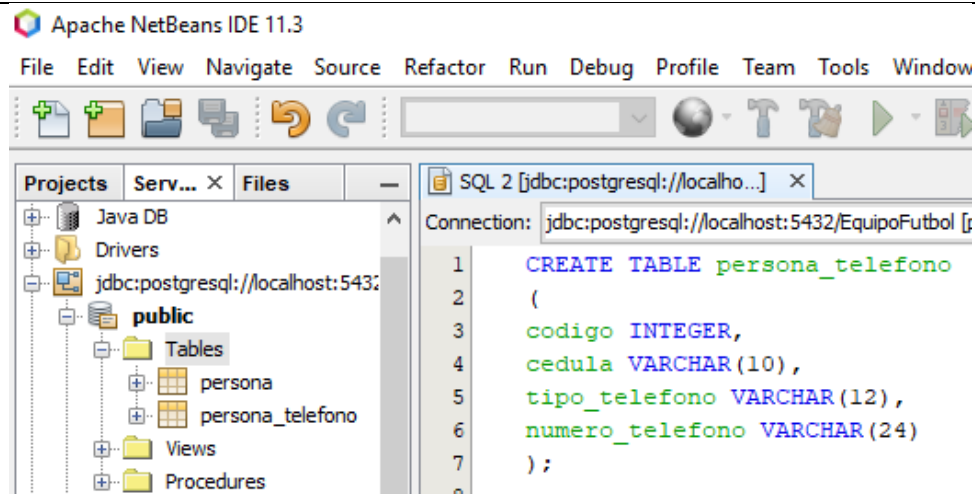 Apache NetBeans IDE 11.3
File Edit View Navigate Source Refactor Run Debug Profile Team Tools Window
Projects Serv... Files
Java DB
Drivers
jdbc:postgresql://localhost:5432
public
Tables
persona
persona_telefono
Views
Procedures
SQL 2 [jdbc:postgresql://localho...]
Connection: jdbc:postgresql://localhost:5432/EquipoFutbol [p
1 CREATE TABLE persona_telefono
2 (
3 codigo INTEGER,
4 cedula VARCHAR(10),
5 tipo_telefono VARCHAR(12),
6 numero_telefono VARCHAR(24)
7 );